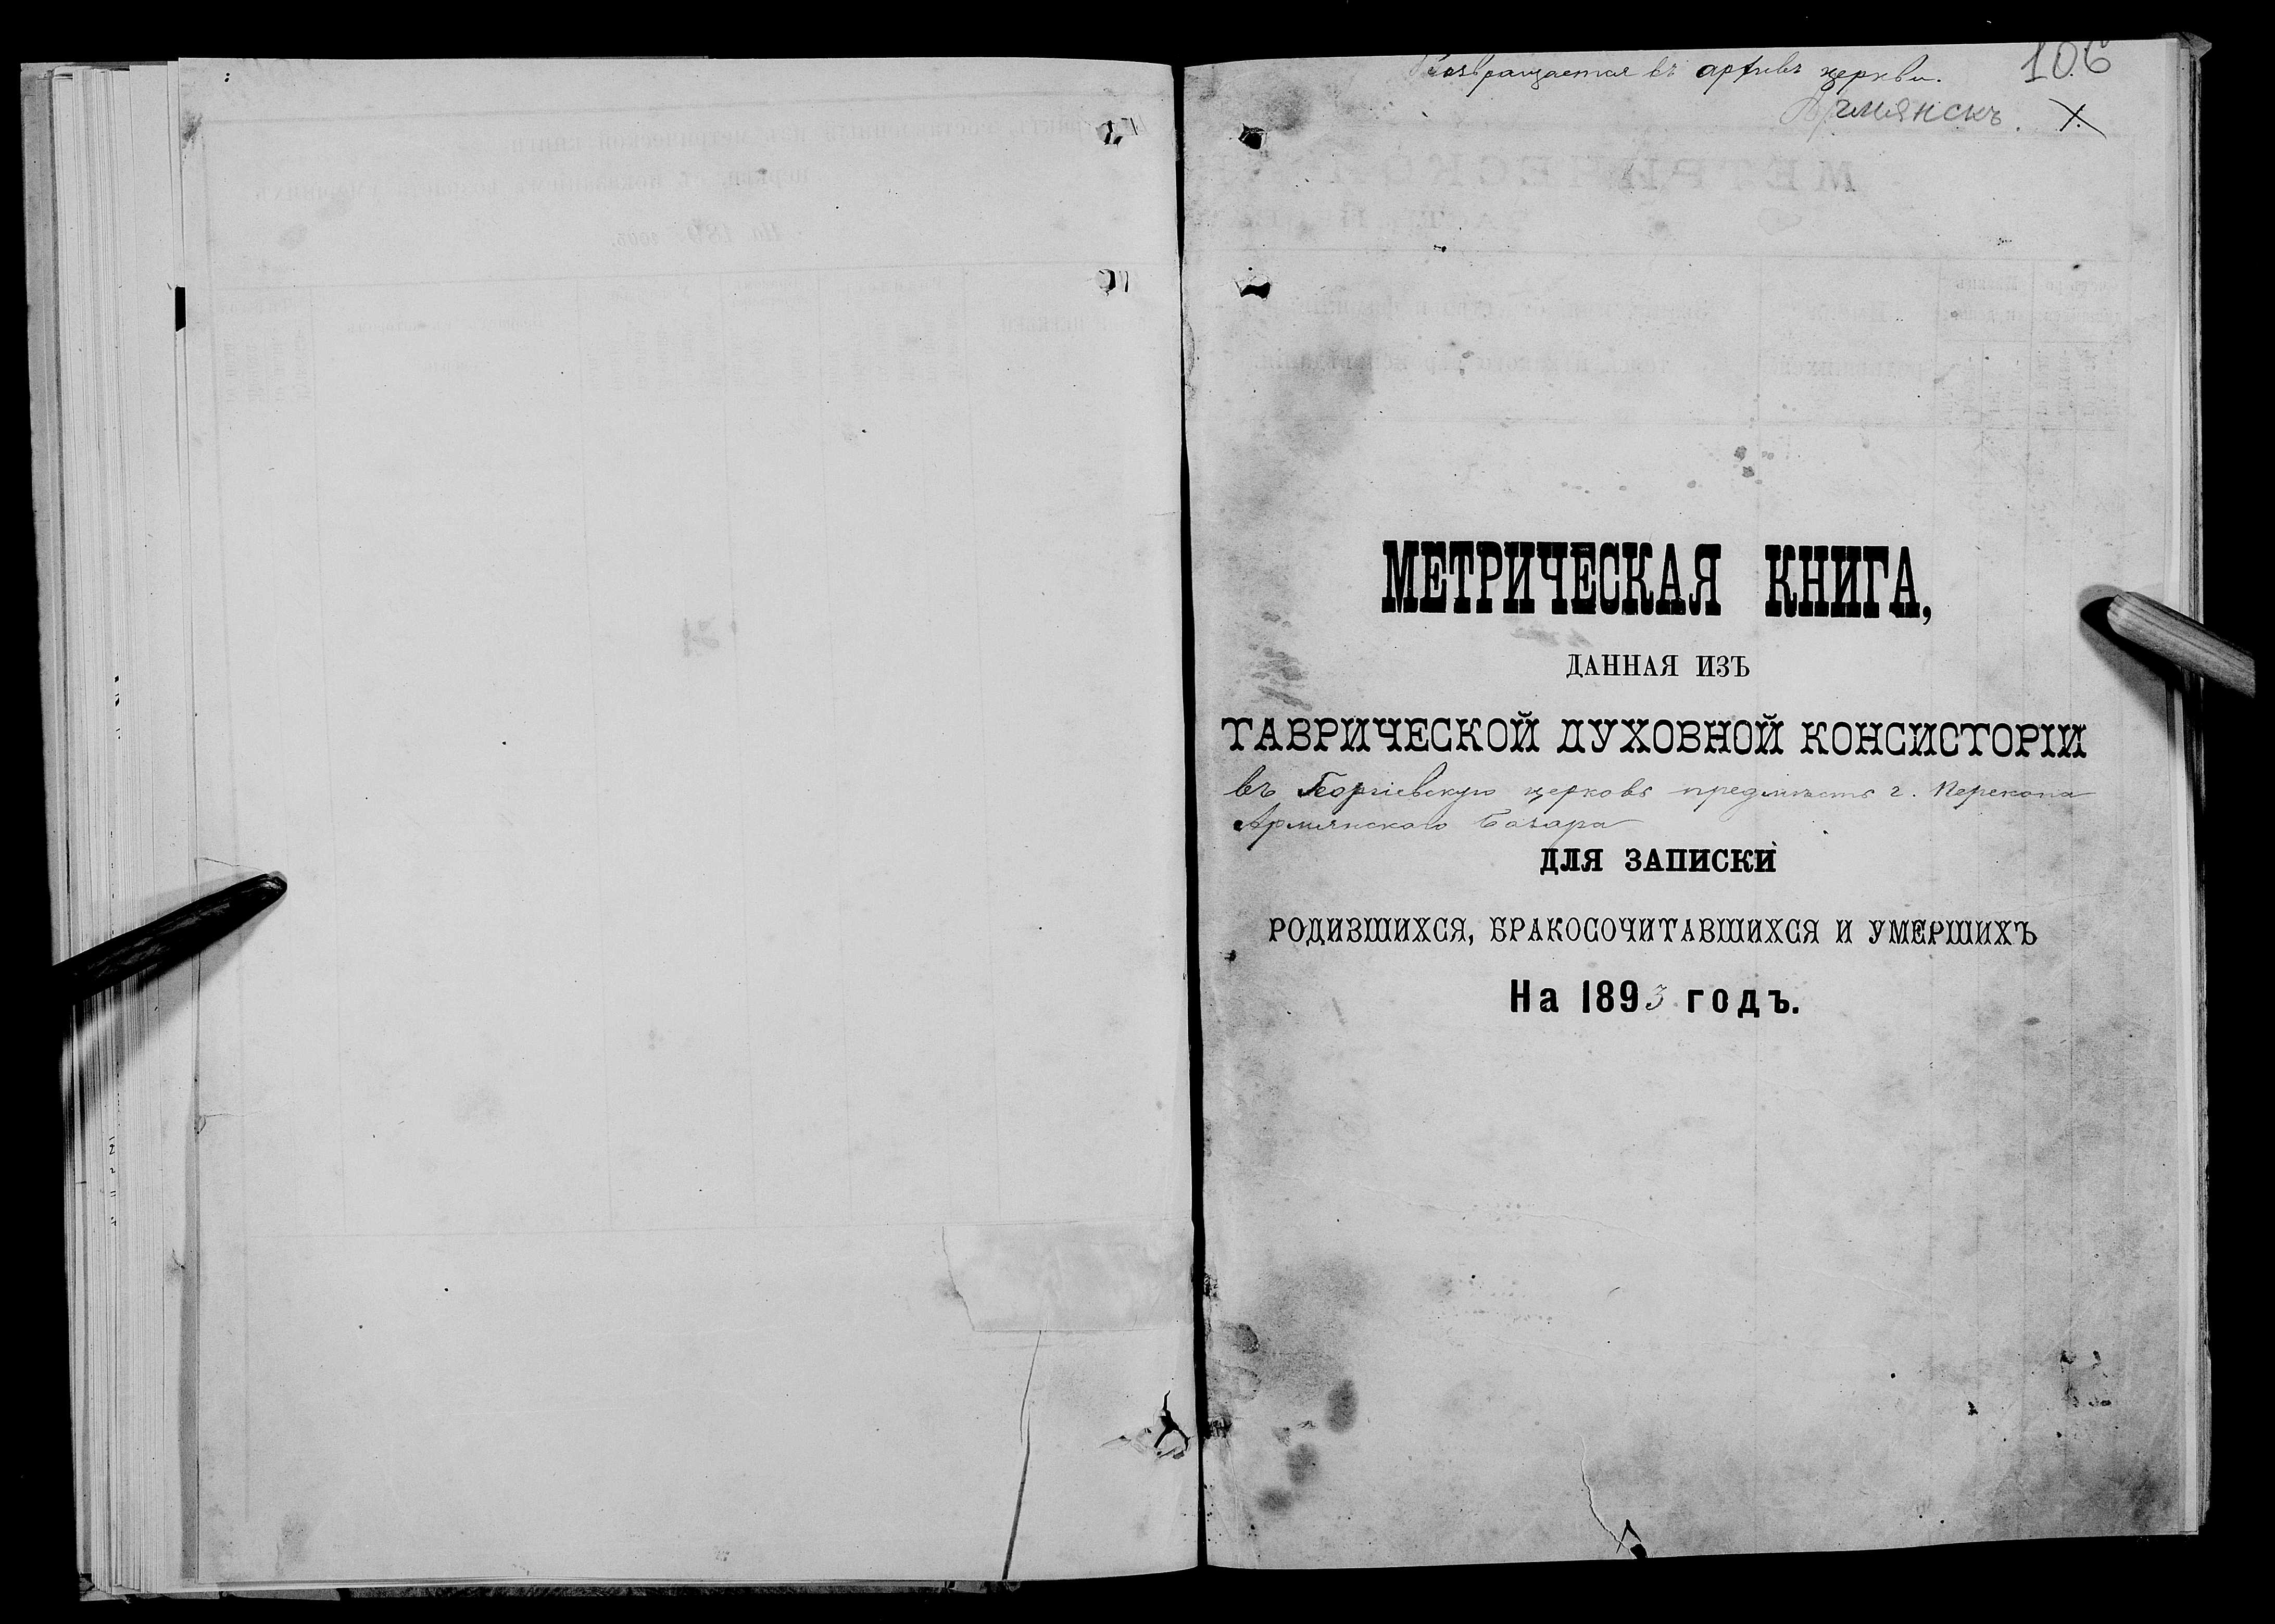 Возвращается въ архивъ церкви. 106
Армянскъ. X.
МЕТРИЧЕСКАЯ КНИГА,
ДАННАЯ ИЗЪ
ТАВРИЧЕСКОЙ ДУХОВНОЙ КОНСИСТОРІИ
въ Георгіевскую церковь предмѣстья г. Перекопа
Армянскаго Базара
ДЛЯ ЗАПИСКИ
РОДИВШИХСЯ, БРАКОСОЧИТАВШИХСЯ И УМЕРШИХЪ
На 1893 годъ.